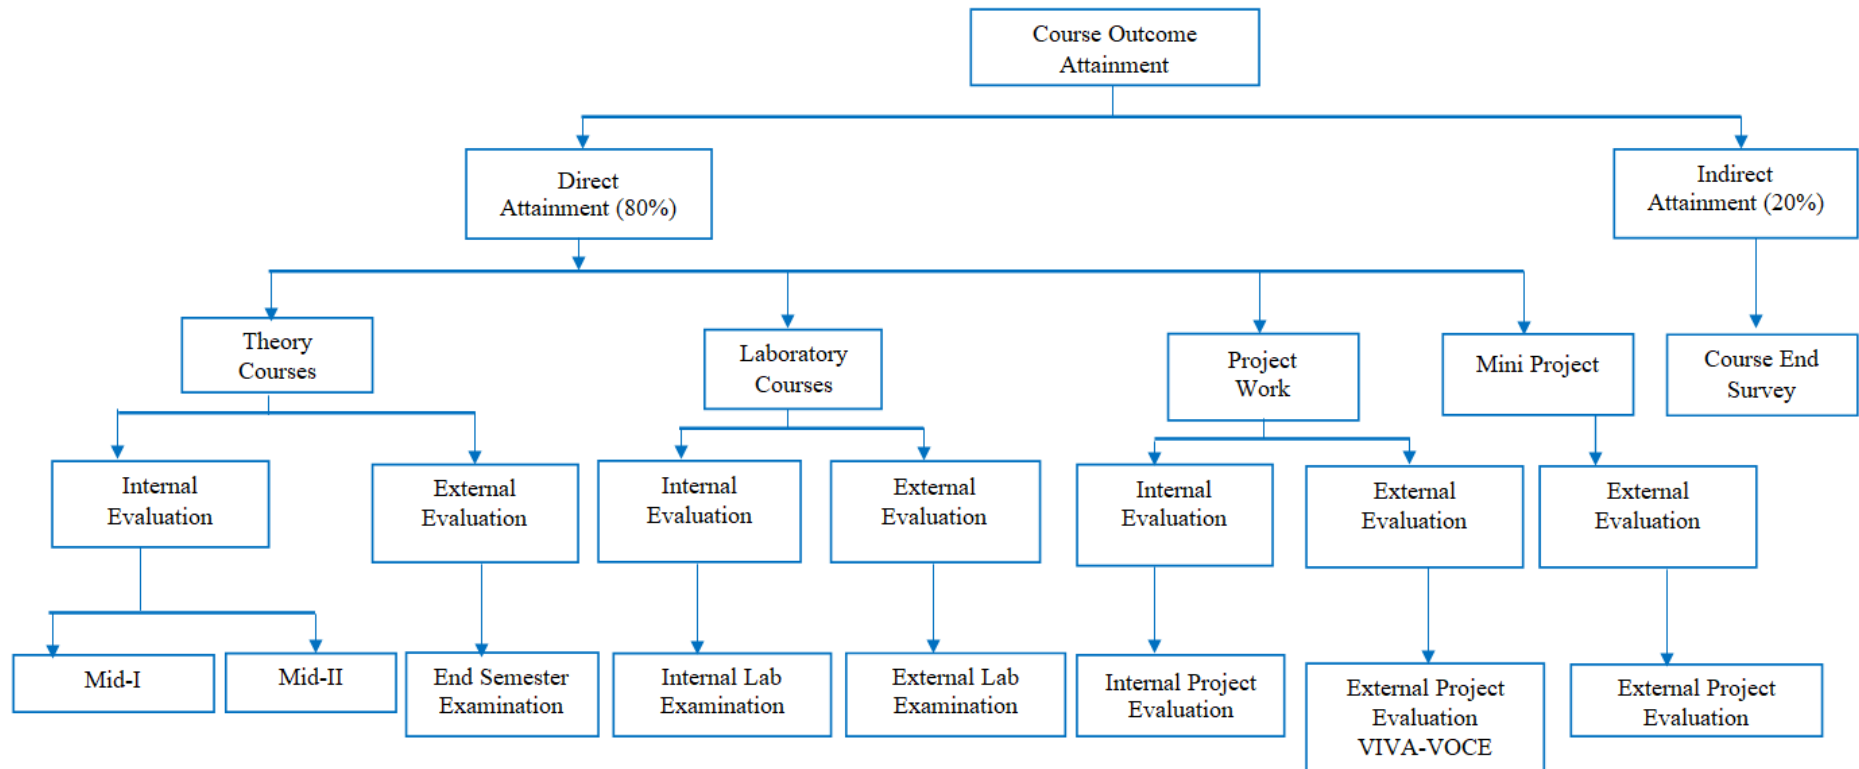 Course Outcome
Attainment
Direct
Attainment (80%)
Indirect
Attainment (20%)
Theory
Courses
Laboratory
Courses
Project
Work
Mini Project
Course End
Survey
Internal
Evaluation
External
Evaluation
Internal
Evaluation
External
Evaluation
Internal
Evaluation
External
Evaluation
External
Evaluation
Mid-I
Mid-II
End Semester
Examination
Internal Lab
Examination
External Lab
Examination
Internal Project
Evaluation
External Project
Evaluation
VIVA-VOCE
External Project
Evaluation